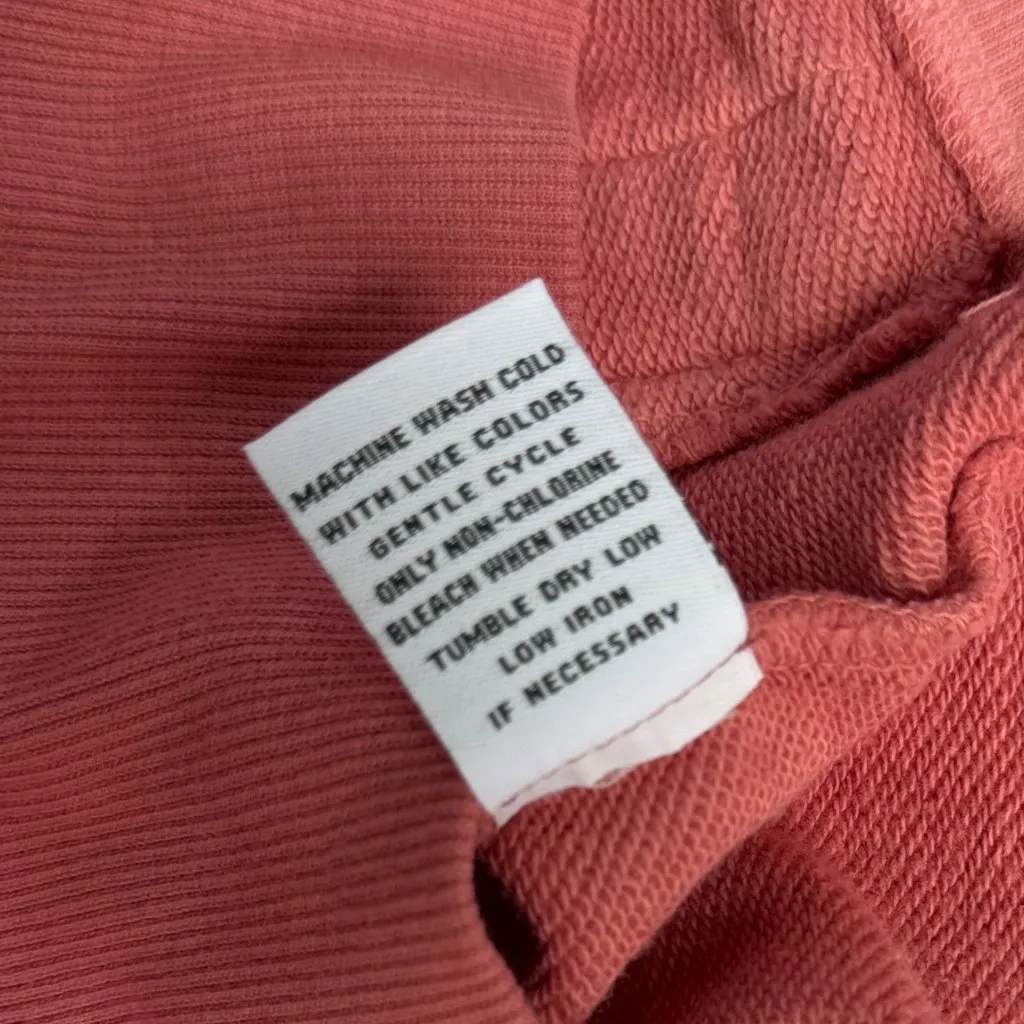 MACHINE WASH COLD
WITH LIKE COLORS
GENTLE CYCLE
ONLY NON-CHLORINE
BLEACH WHEN NEEDED
TUMBLE DRY LOW
LOW IRON
IF NECESSARY